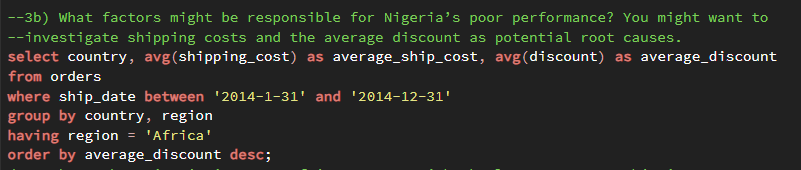 --3b) What factors might be responsible for Nigeria’s poor performance? You might want to
--investigate shipping costs and the average discount as potential root causes.
select country, avg(shipping_cost) as average_ship_cost, avg(discount) as average_discount
from orders
where ship_date between '2014-1-31' and '2014-12-31'
group by country, region
having region = 'Africa'
order by average_discount desc;